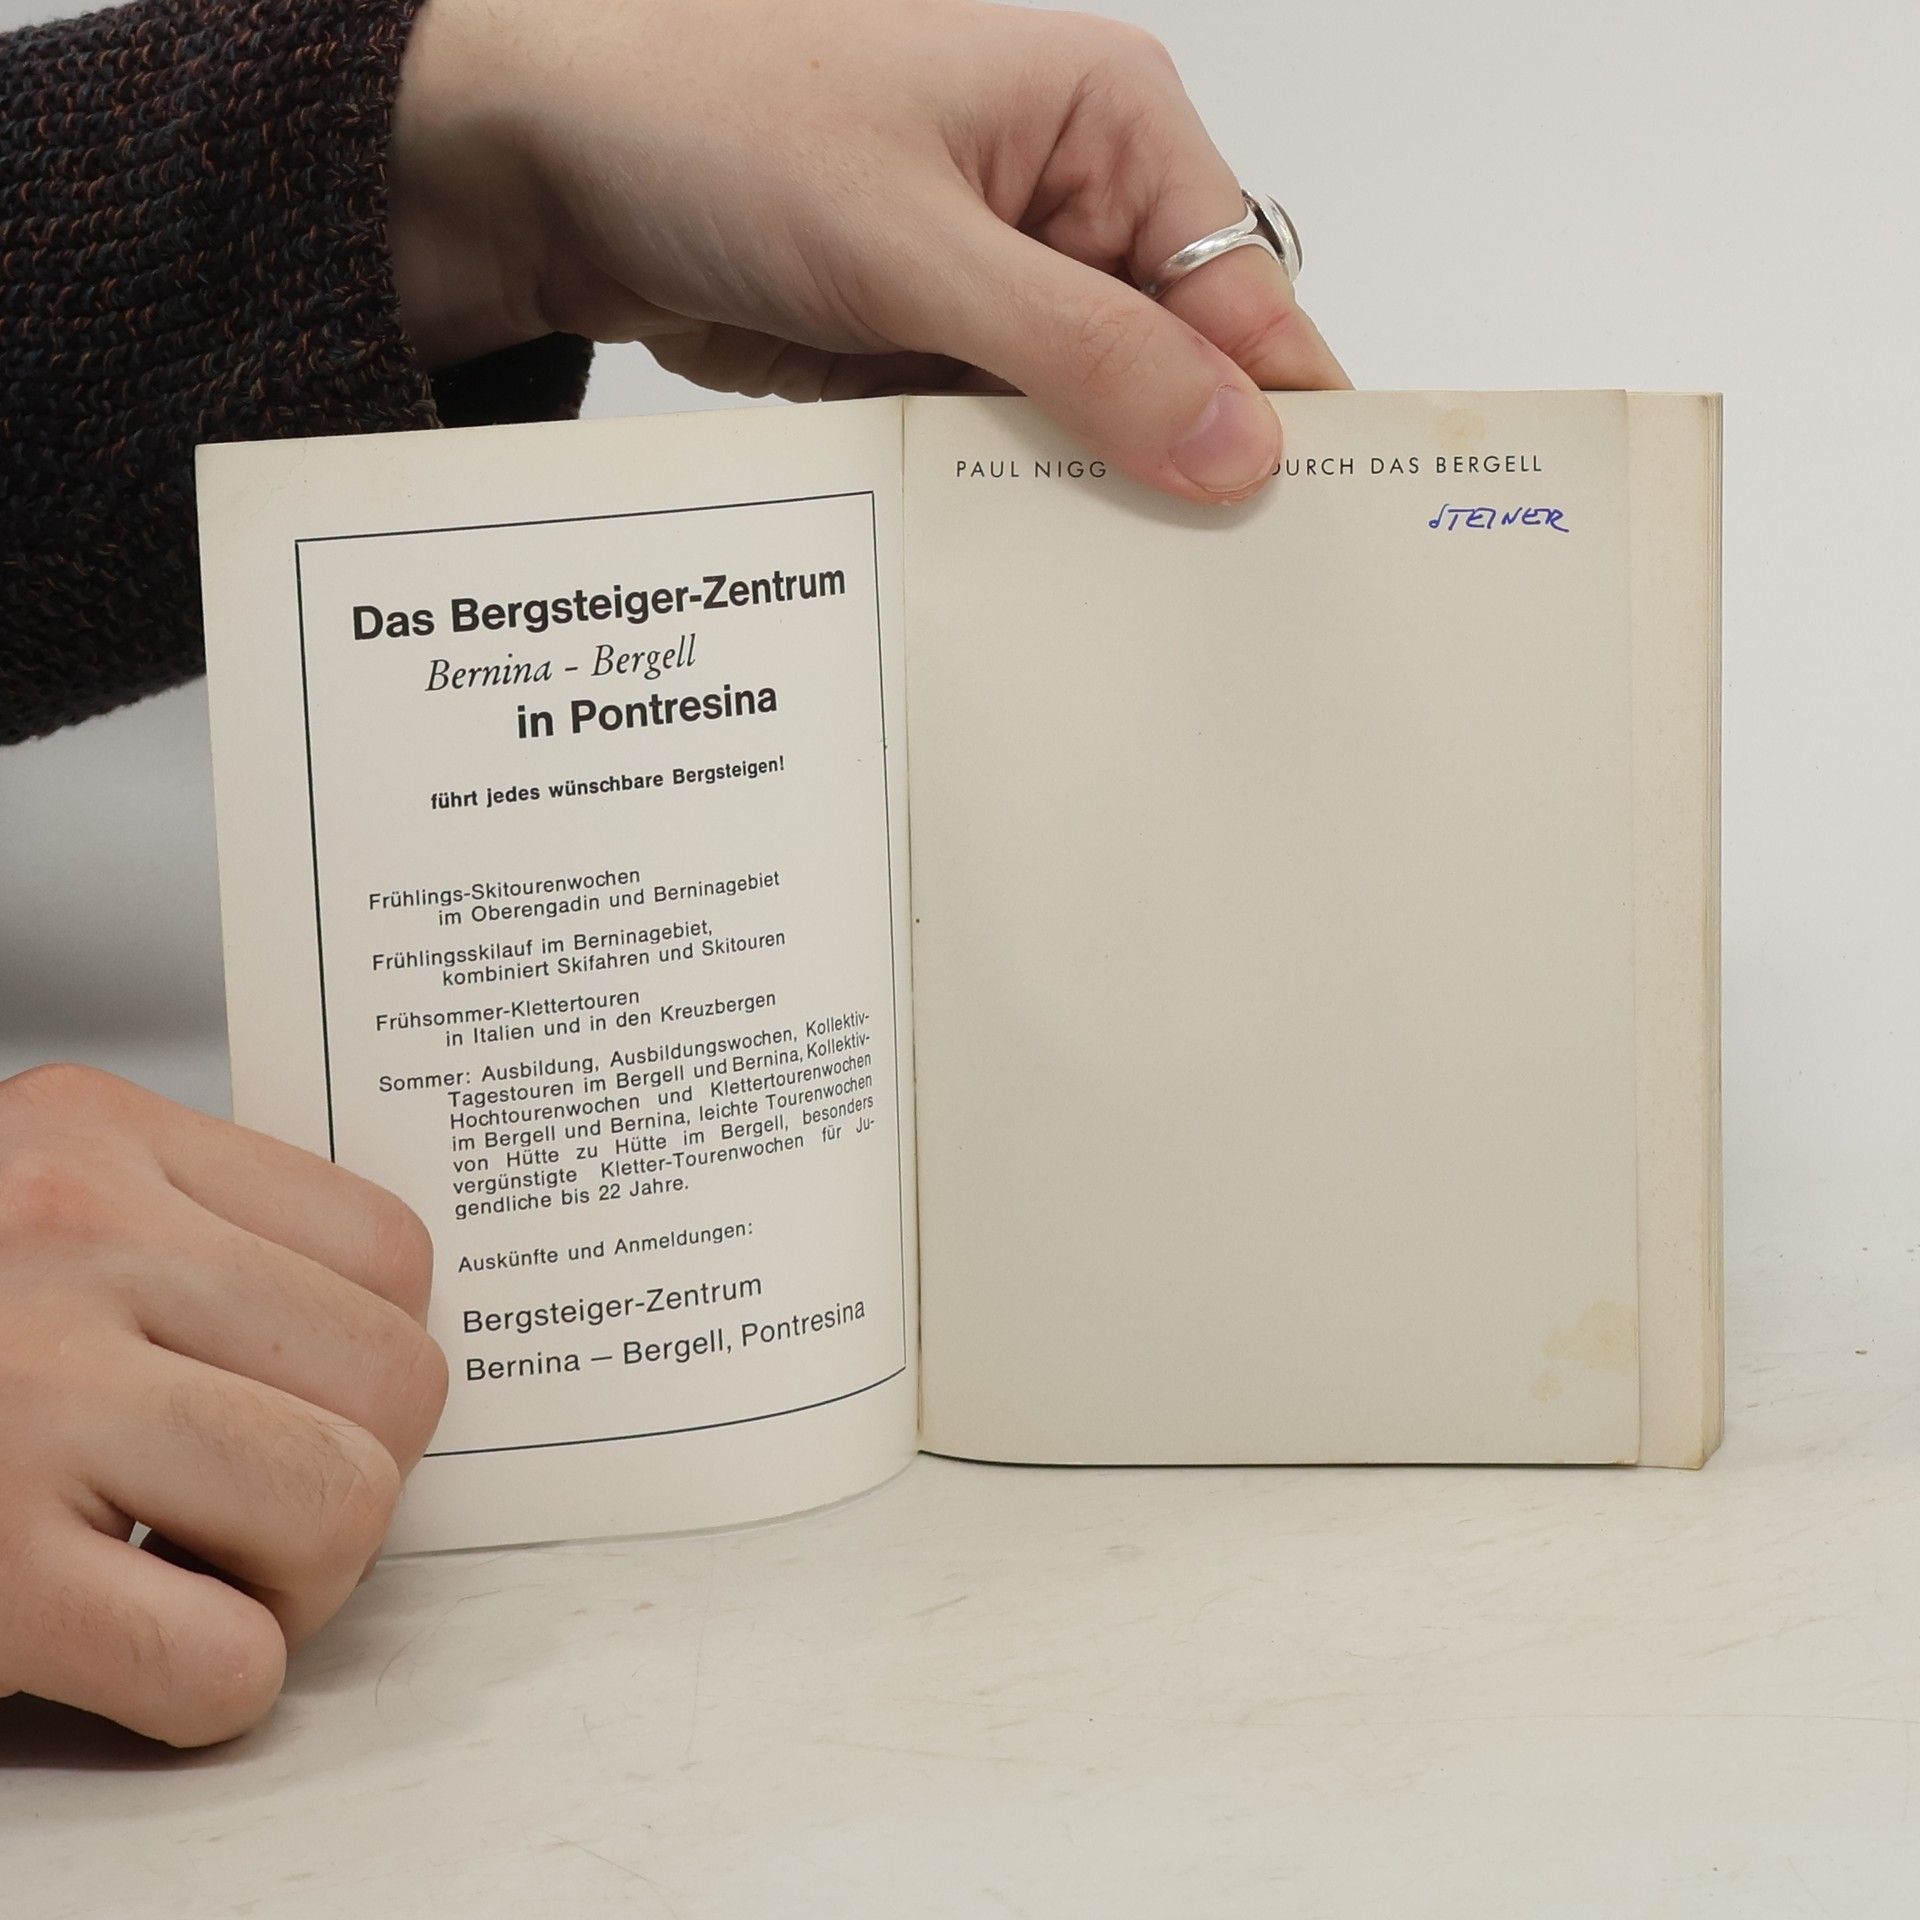 Das Bergsteiger-Zentrum
Bernina - Bergell
in Pontresina
führt jedes wünschbare Bergsteigen!
Frühlings-Skitourenwochen
im Oberengadin und Berninagebiet
Frühlingsskilauf im Berninagebiet,
kombiniert Skifahren und Skitouren
Frühsommer-Klettertouren
in Italien und in den Kreuzbergen
Sommer: Ausbildung, Ausbildungswochen, Kollektiv-
Tagestouren im Bergell und Bernina, Kollektiv-
Hochtourenwochen und Klettertourenwochen
im Bergell und Bernina, leichte Tourenwochen
von Hütte zu Hütte im Bergell, besonders
vergünstigte Kletter-Tourenwochen für Ju-
gendliche bis 22 Jahre.
Auskünfte und Anmeldungen:
Bergsteiger-Zentrum
Bernina — Bergell, Pontresina
PAUL NIGG DURCH DAS BERGELL
STEINER